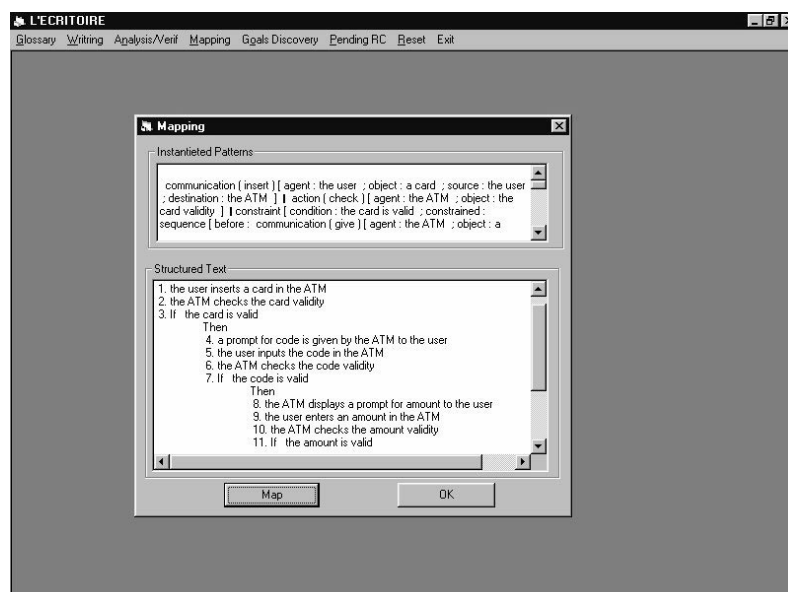 L'ECRITOIRE
Glossary Writring Analysis/Verif Mapping Goals Discovery Pending RC Reset Exit
Mapping
Instantieted Patterns
communication ( insert ) [ agent : the user ; object : a card ; source : the user
; destination : the ATM ] | action ( check ) [ agent : the ATM ; object : the
card validity ] | constraint [ condition : the card is valid ; constrained :
sequence [ before : communication ( give ) [ agent : the ATM ; object : a
Structured Text
1. the user inserts a card in the ATM
2. the ATM checks the card validity
3. If the card is valid
Then
4. a prompt for code is given by the ATM to the user
5. the user inputs the code in the ATM
6. the ATM checks the code validity
7. If the code is valid
Then
8. the ATM displays a prompt for amount to the user
9. the user enters an amount in the ATM
10. the ATM checks the amount validity
11. If the amount is valid
Map OK